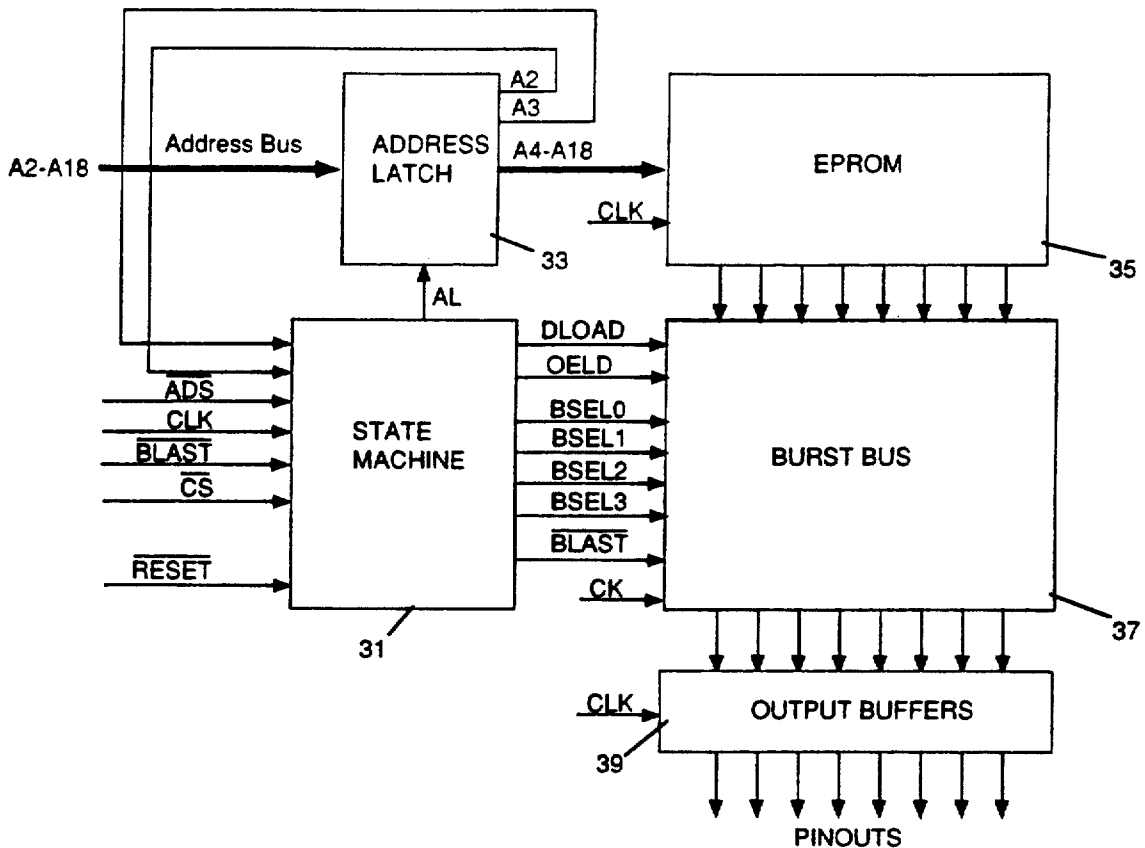 A2
A3
A2-A18
Address Bus
ADDRESS
LATCH
A4-A18
EPROM
CLK
33
35
AL
DLOAD
OELD
ADS
CLK
BLAST
CS
RESET
STATE
MACHINE
BSEL0
BSEL1
BSEL2
BSEL3
BLAST
CK
BURST BUS
31
37
CLK
OUTPUT BUFFERS
39
PINOUTS